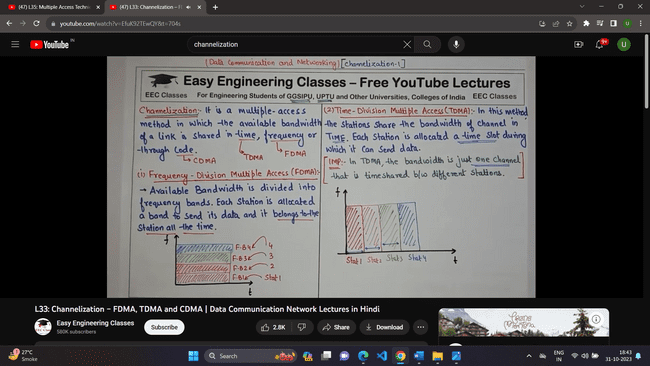 (47) L35: Multiple Access Techn
(47) L33: Channelization – F
youtube.com/watch?v=EfuK9ZTEwQY&t=704s
YouTube IN
channelization
9+
U
[Data Communication and Networking] [Channelization-1]
Easy Engineering Classes – Free YouTube Lectures
EEC Classes
For Engineering Students of GGSIPU, UPTU and Other Universities, Colleges of India
EEC Classes
Channelization:- It is a multiple-access
method in which the available bandwidth
of a link is shared in time, frequency or
through Code.
CDMA
TDMA
FDMA
(1) Frequency-Division Multiple Access (FDMA):-
→ Available Bandwidth is divided into
frequency bands. Each Station is allocated
a band to send its data and it belongs to the
Station all the time.
f
F-B4 4
F-B3 3
F-B2 2
F-B1 Stat1
t
(2) Time-Division Multiple Access (TDMA):- In this method
the Stations share the bandwidth of channel in
TIME. Each Station is allocated a time slot during
which it can send data.
IMP:- In TDMA, the bandwidth is just one Channel
that is timeshared b/w different stations.
f
Stat1 Stat2 Stat3 Stat4
t
L33: Channelization – FDMA, TDMA and CDMA | Data Communication Network Lectures in Hindi
Easy Engineering Classes
580K subscribers
Subscribe
2.8K
Share
Download
27°C
Smoke
Search
ENG
IN
18:43
31-10-2023